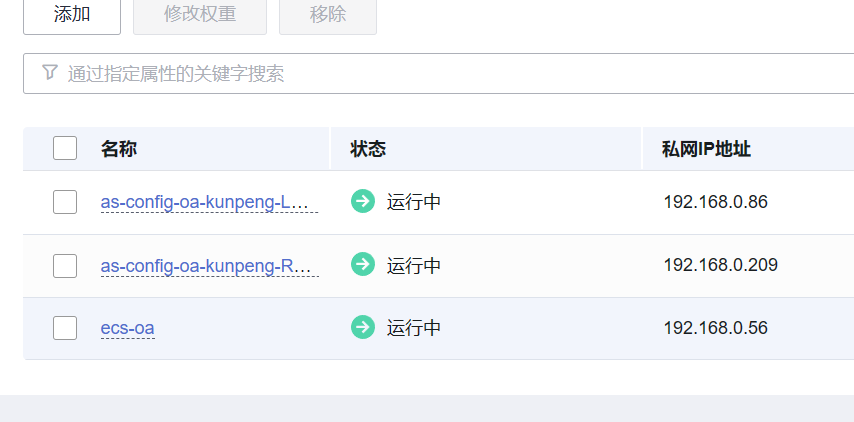 添加 修改权重 移除
通过指定属性的关键字搜索
名称 状态 私网IP地址
as-config-oa-kunpeng-L... 运行中 192.168.0.86
as-config-oa-kunpeng-R... 运行中 192.168.0.209
ecs-oa 运行中 192.168.0.56